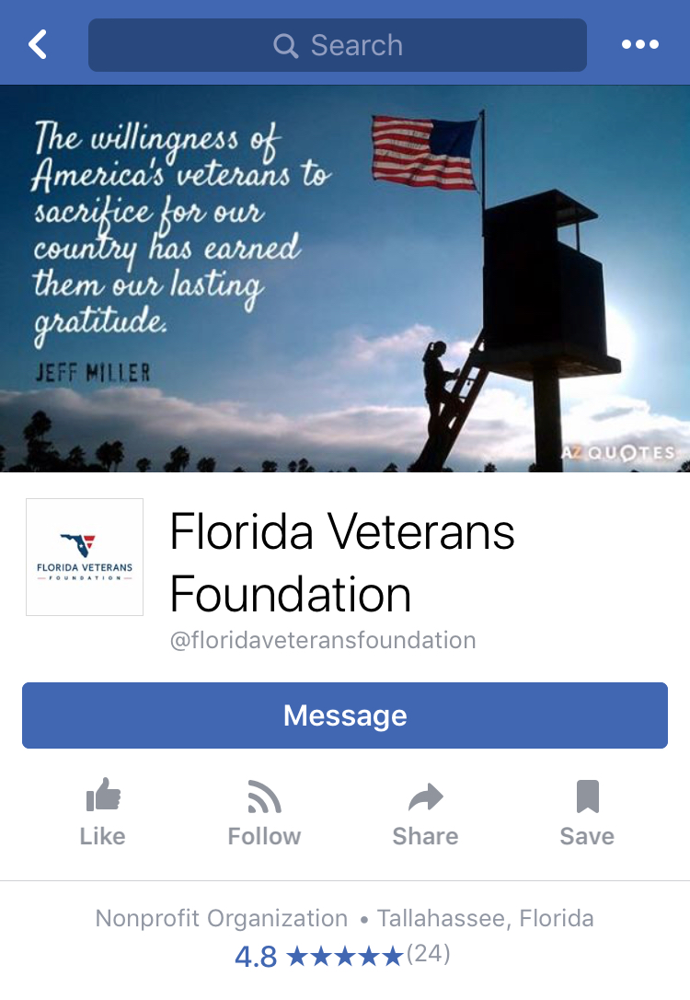 Search
The willingness of
America's veterans to
sacrifice for our
country has earned
them our lasting
gratitude.
JEFF MILLER
AZ QUOTES
FLORIDA VETERANS
FOUNDATION
Florida Veterans
Foundation
@floridaveteransfoundation
Message
Like Follow Share Save
Nonprofit Organization • Tallahassee, Florida
4.8 ★★★★★(24)